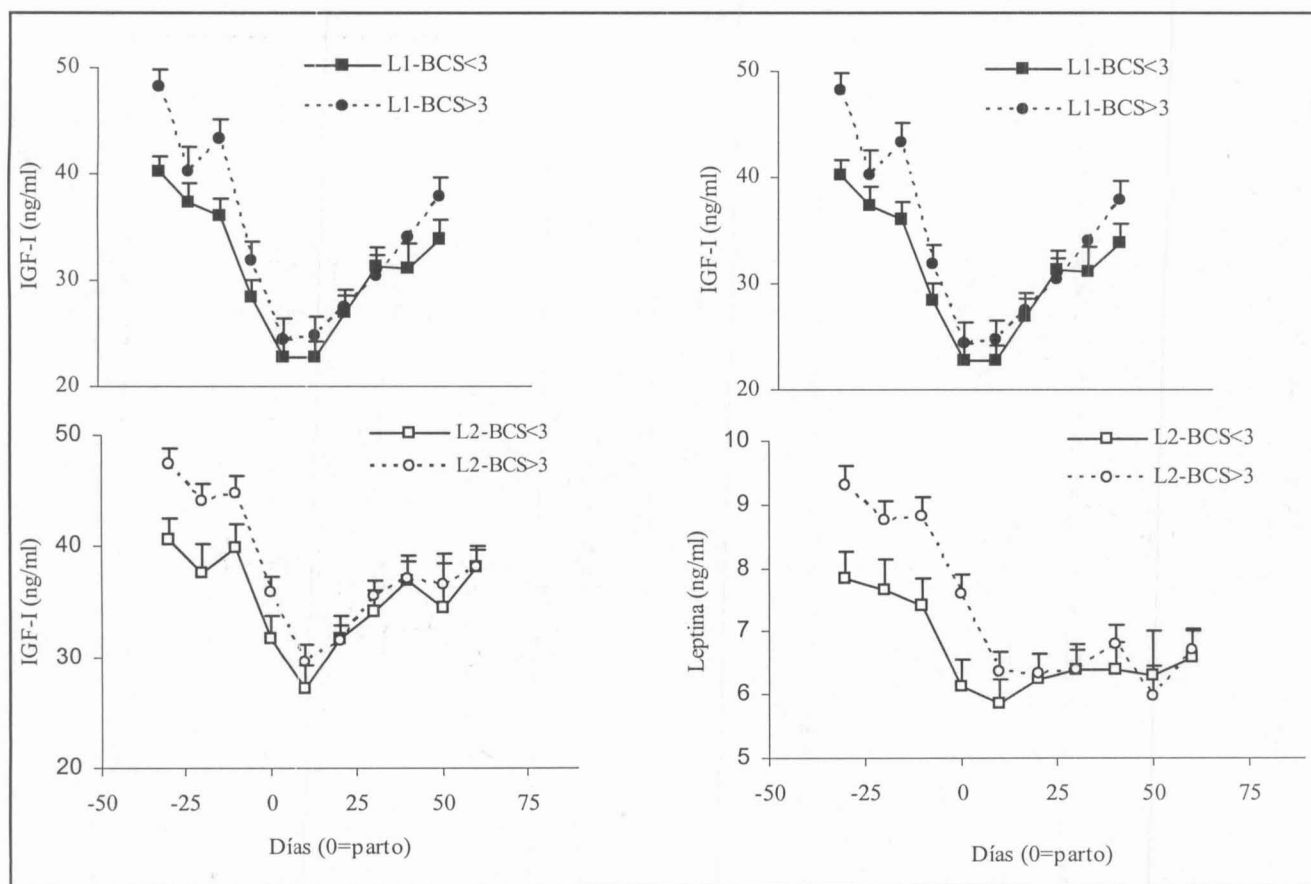 L1-BCS<3
L1-BCS>3
50
40
30
20
IGF-I (ng/ml)
L1-BCS<3
L1-BCS>3
50
40
30
20
IGF-I (ng/ml)
L2-BCS<3
L2-BCS>3
50
40
30
20
IGF-I (ng/ml)
-50 -25 0 25 50 75
Días (0=parto)
L2-BCS<3
L2-BCS>3
10
9
8
7
6
5
Leptina (ng/ml)
-50 -25 0 25 50 75
Días (0=parto)